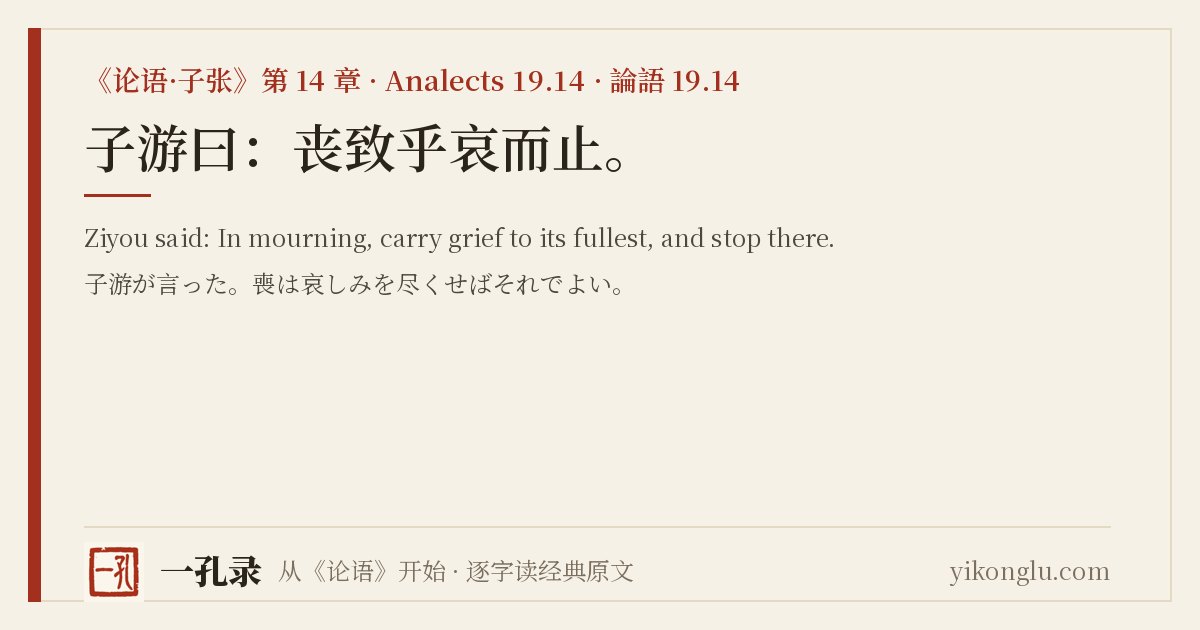 《论语·子张》第 14 章 · Analects 19.14 · 論語 19.14
子游曰：丧致乎哀而止。
Ziyou said: In mourning, carry grief to its fullest, and stop there.
子游が言った。喪は哀しみを尽くせばそれでよい。
一孔
一孔录 从《论语》开始 · 逐字读经典原文 yikonglu.com